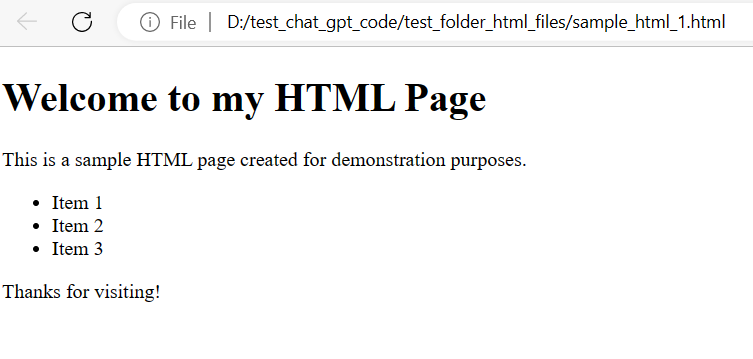 File | D:/test_chat_gpt_code/test_folder_html_files/sample_html_1.html
Welcome to my HTML Page
This is a sample HTML page created for demonstration purposes.
• Item 1
• Item 2
• Item 3
Thanks for visiting!